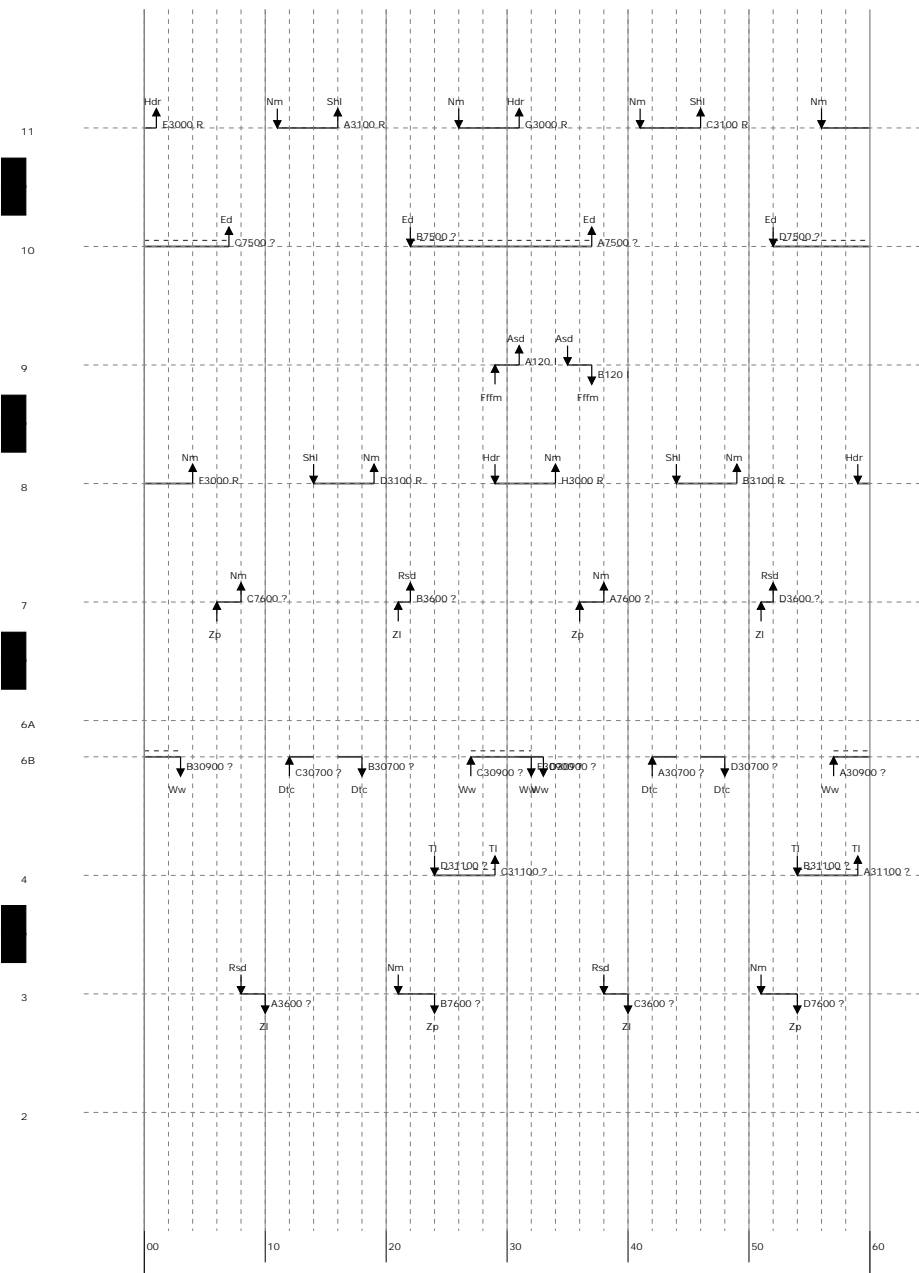 Hdr Nm Shl Nm Hdr Nm Shl Nm
11 E3000 R A3100 R G3000 R C3100 R
Ed Ed Ed Ed
B7500 ? D7500 ?
10 C7500 ? A7500 ?
Asd Asd
9 A120 I
B120 I
Fffm Fffm
Nm Shl Nm Hdr Nm Shl Nm Hdr
8 F3000 R D3100 R H3000 R B3100 R
Nm Rsd Nm Rsd
7 C7600 ? B3600 ? A7600 ? D3600 ?
Zp Zl Zp Zl
6A
6B
B30900 ? C30700 ? B30700 ? C30900 ? A30700 ? D30700 ? A30900 ?
Ww Dtc Dtc Ww Ww Ww Dtc Dtc Ww
Tl Tl Tl Tl
D31100 ? B31100 ?
4 C31100 ? A31100 ?
Rsd Nm Rsd Nm
3
A3600 ? B7600 ? C3600 ? D7600 ?
Zl Zp Zl Zp
2
00 10 20 30 40 50 60